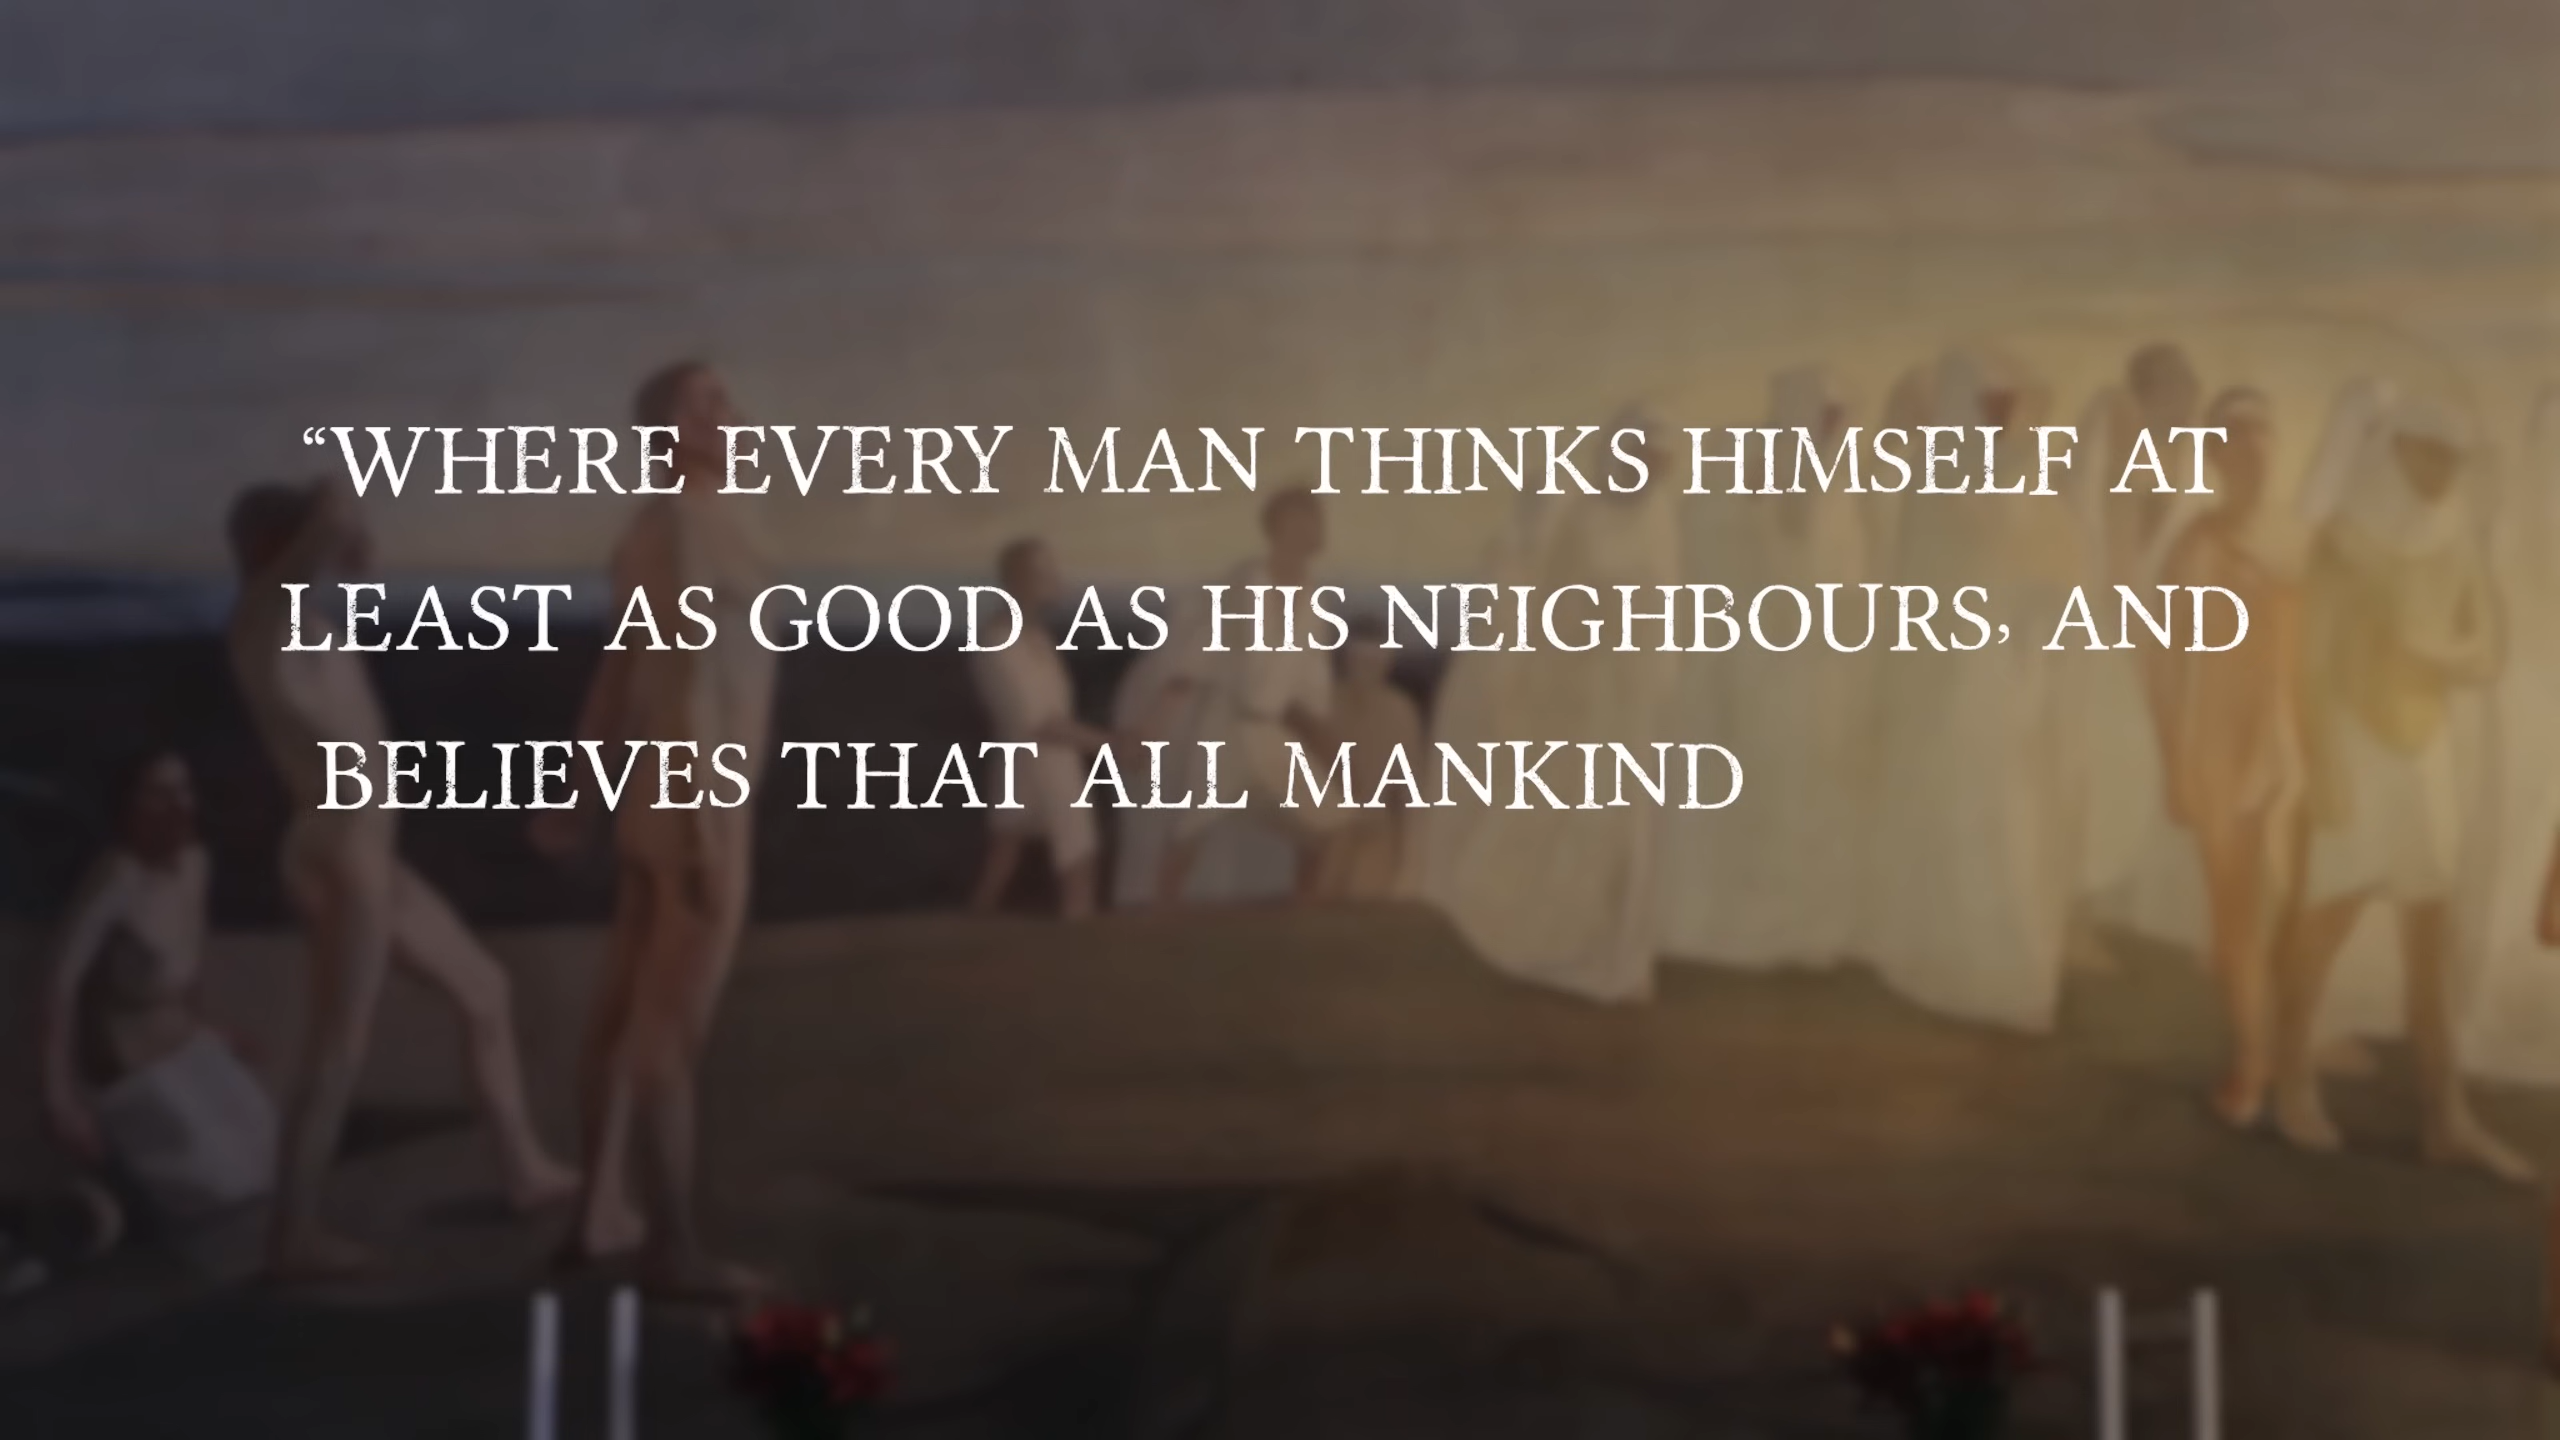 “WHERE EVERY MAN THINKS HIMSELF AT
LEAST AS GOOD AS HIS NEIGHBOURS, AND
BELIEVES THAT ALL MANKIND